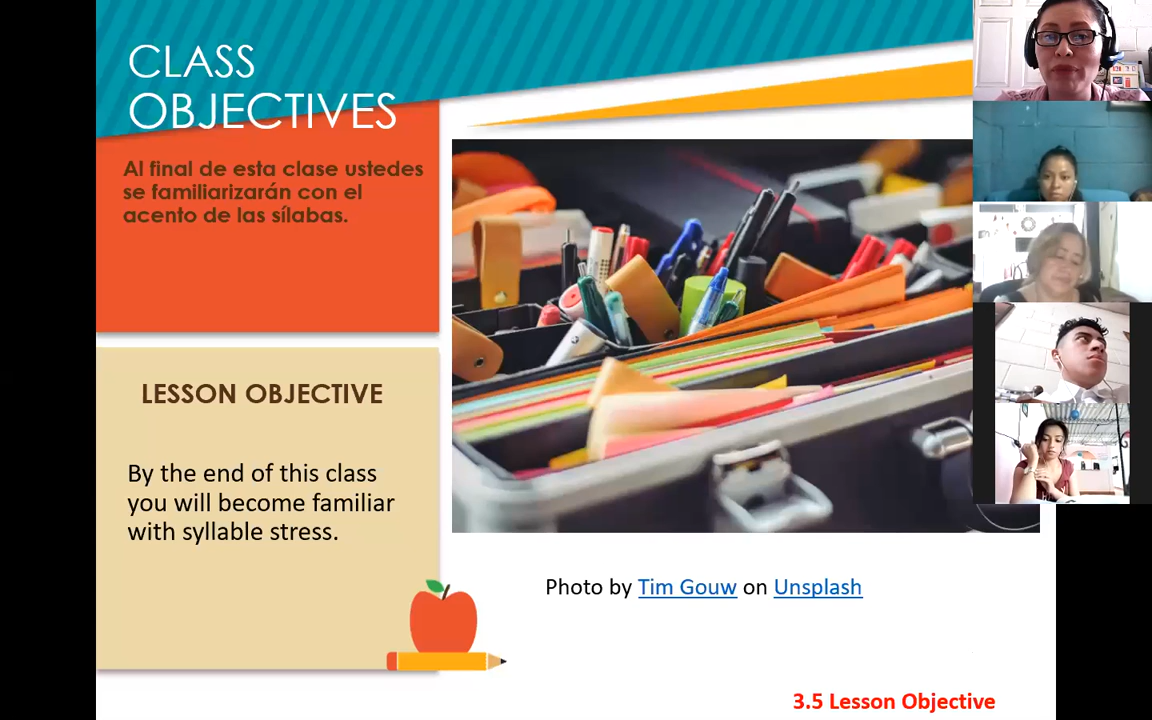 CLASS
OBJECTIVES
Al final de esta clase ustedes
se familiarizarán con el
acento de las sílabas.
LESSON OBJECTIVE
By the end of this class
you will become familiar
with syllable stress.
Photo by Tim Gouw on Unsplash
3.5 Lesson Objective